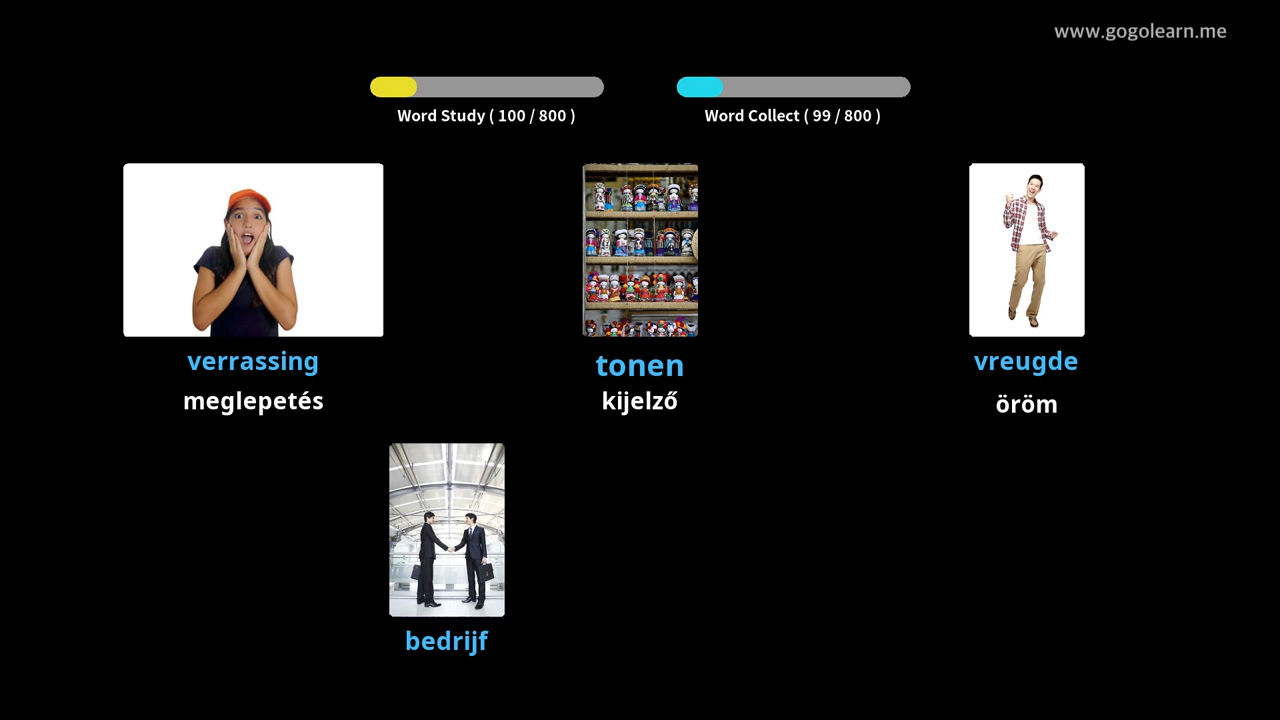 www.gogolearn.me
Word Study ( 100 / 800 )
Word Collect ( 99 / 800 )
verrassing
meglepetés
tonen
kijelző
vreugde
öröm
bedrijf